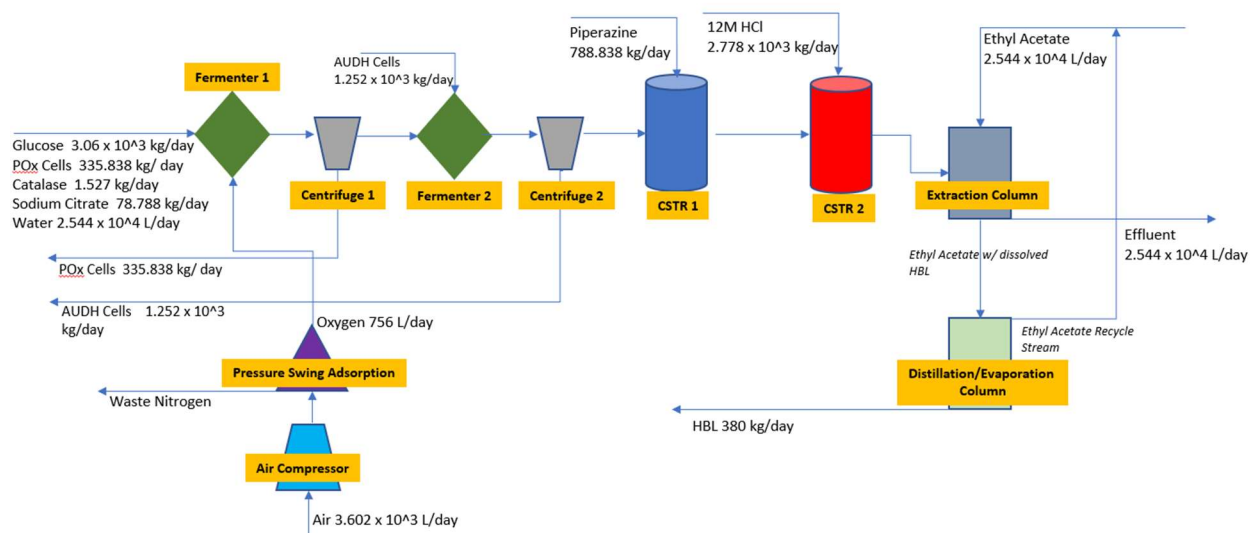 Piperazine
788.838 kg/day
12M HCl
2.778 x 10^3 kg/day
Ethyl Acetate
2.544 x 10^4 L/day
AUDH Cells
1.252 x 10^3 kg/day
Fermenter 1
Glucose 3.06 x 10^3 kg/day
POx Cells 335.838 kg/ day
Catalase 1.527 kg/day
Sodium Citrate 78.788 kg/day
Water 2.544 x 10^4 L/day
Centrifuge 1
Fermenter 2
Centrifuge 2
CSTR 1
CSTR 2
Extraction Column
Effluent
2.544 x 10^4 L/day
Ethyl Acetate w/ dissolved
HBL
POx Cells 335.838 kg/ day
AUDH Cells 1.252 x 10^3
kg/day
Oxygen 756 L/day
Ethyl Acetate Recycle
Stream
Pressure Swing Adsorption
Distillation/Evaporation
Column
Waste Nitrogen
HBL 380 kg/day
Air Compressor
Air 3.602 x 10^3 L/day